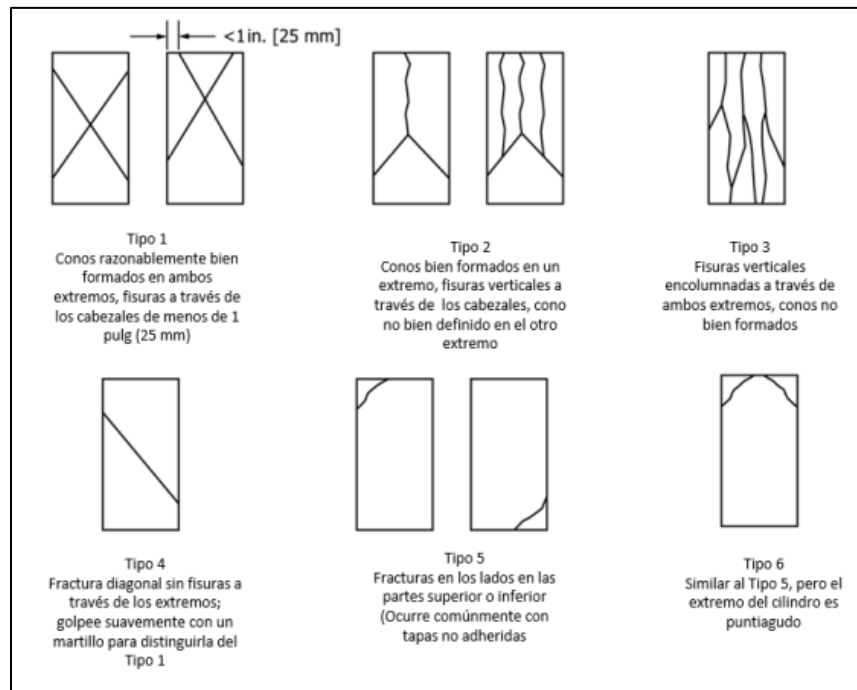 <1 in. [25 mm]
Tipo 1
Conos razonablemente bien
formados en ambos
extremos, fisuras a través de
los cabezales de menos de 1
pulg (25 mm)
Tipo 2
Conos bien formados en un
extremo, fisuras verticales a
través de los cabezales, cono
no bien definido en el otro
extremo
Tipo 3
Fisuras verticales
encolumnadas a través de
ambos extremos, conos no
bien formados
Tipo 4
Fractura diagonal sin fisuras a
través de los extremos;
golpee suavemente con un
martillo para distinguirla del
Tipo 1
Tipo 5
Fracturas en los lados en las
partes superior o inferior
(Ocurre comúnmente con
tapas no adheridas
Tipo 6
Similar al Tipo 5, pero el
extremo del cilindro es
puntiagudo